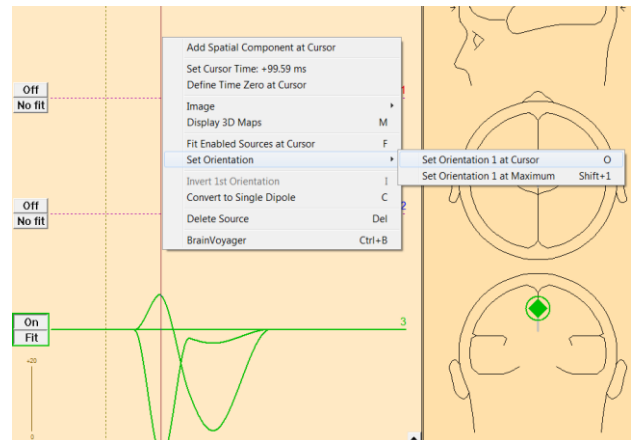 Add Spatial Component at Cursor
Set Cursor Time: +99.59 ms
Define Time Zero at Cursor
Image
Display 3D Maps M
Fit Enabled Sources at Cursor F
Set Orientation
Set Orientation 1 at Cursor O
Set Orientation 1 at Maximum Shift+1
Invert 1st Orientation I
Convert to Single Dipole C
Delete Source Del
BrainVoyager Ctrl+B
Off
No fit
1
Off
No fit
2
On
Fit
3
+20
0